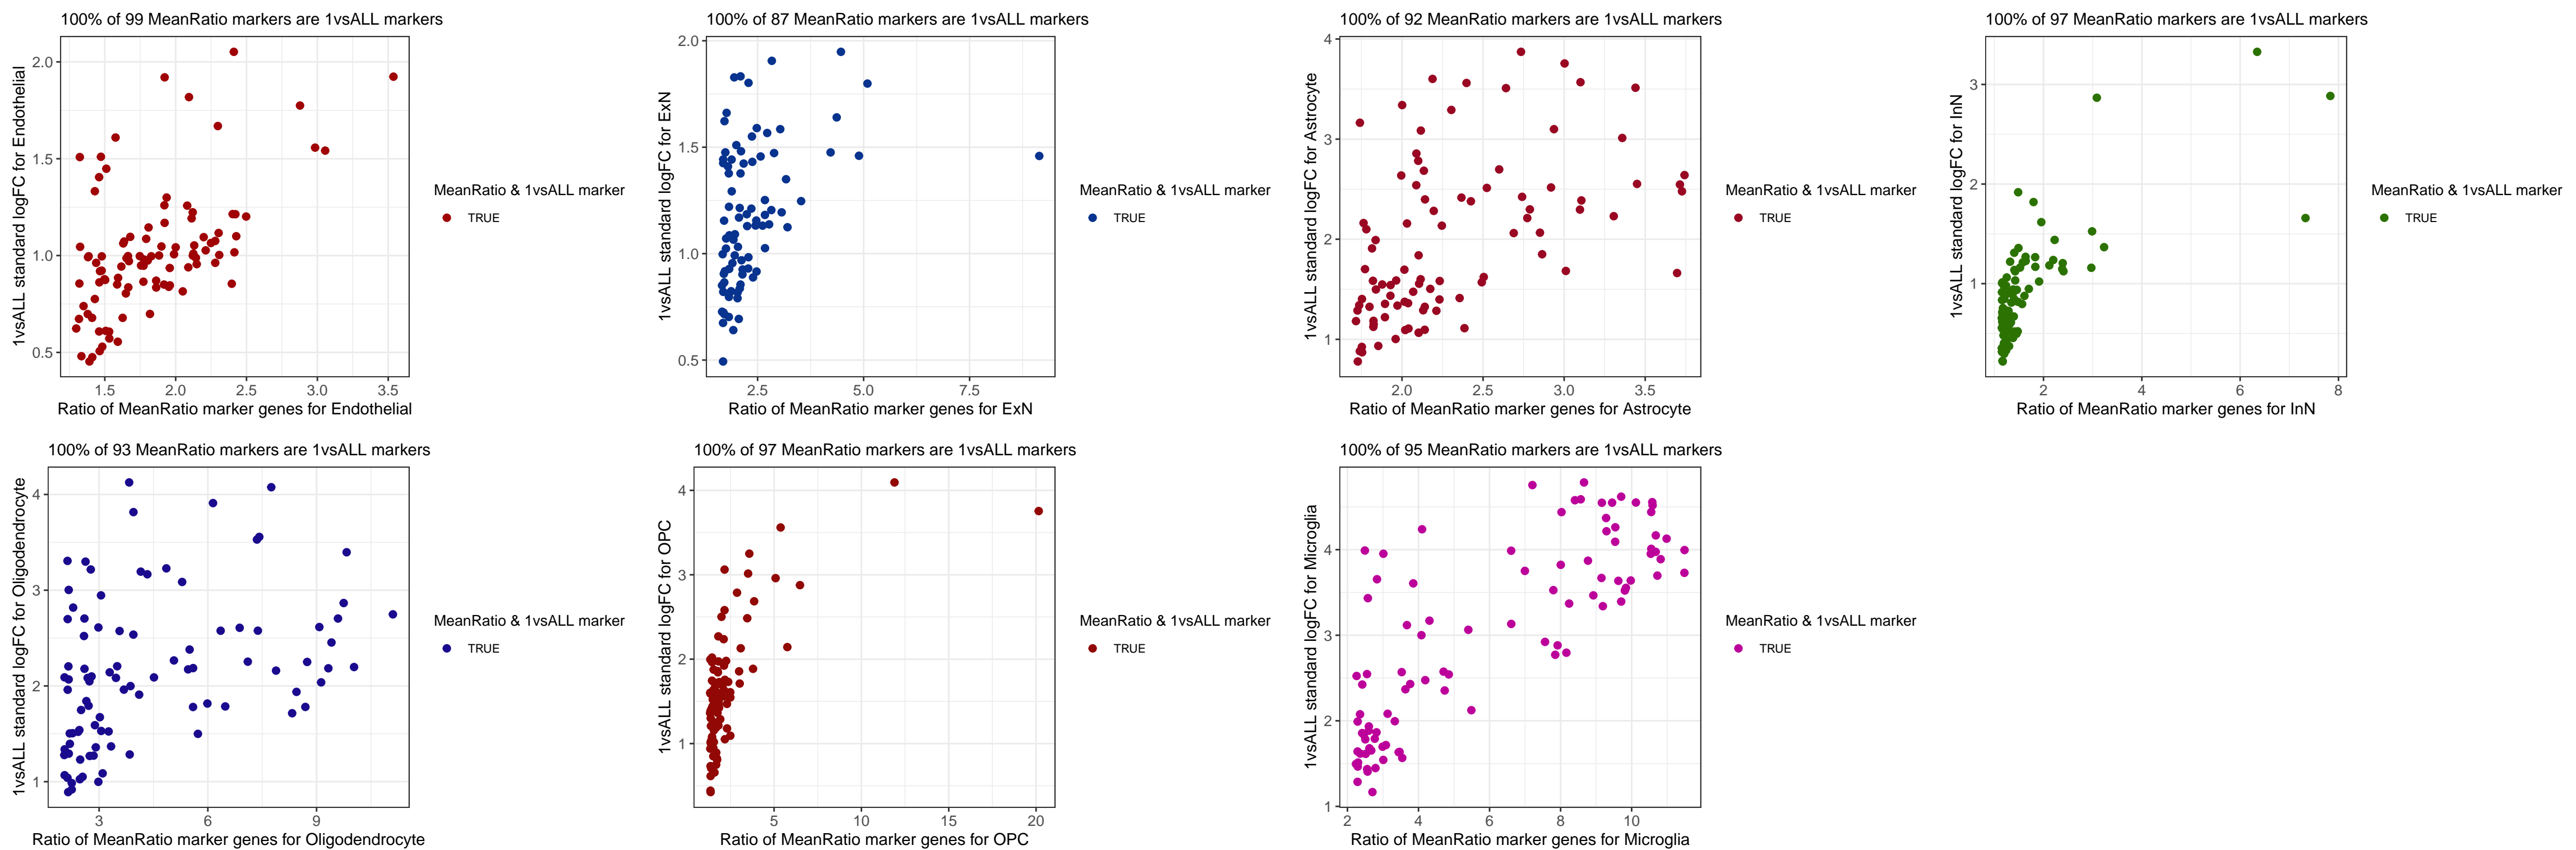 100% of 99 MeanRatio markers are 1vsALL markers
1vsALL standard logFC for Endothelial
2.0
1.5
1.0
0.5
1.5 2.0 2.5 3.0 3.5
Ratio of MeanRatio marker genes for Endothelial
MeanRatio & 1vsALL marker
TRUE
100% of 87 MeanRatio markers are 1vsALL markers
1vsALL standard logFC for ExN
2.0
1.5
1.0
0.5
2.5 5.0 7.5
Ratio of MeanRatio marker genes for ExN
MeanRatio & 1vsALL marker
TRUE
100% of 92 MeanRatio markers are 1vsALL markers
1vsALL standard logFC for Astrocyte
4
3
2
1
2.0 2.5 3.0 3.5
Ratio of MeanRatio marker genes for Astrocyte
MeanRatio & 1vsALL marker
TRUE
100% of 97 MeanRatio markers are 1vsALL markers
1vsALL standard logFC for InN
3
2
1
2 4 6 8
Ratio of MeanRatio marker genes for InN
MeanRatio & 1vsALL marker
TRUE
100% of 93 MeanRatio markers are 1vsALL markers
1vsALL standard logFC for Oligodendrocyte
4
3
2
1
3 6 9
Ratio of MeanRatio marker genes for Oligodendrocyte
MeanRatio & 1vsALL marker
TRUE
100% of 97 MeanRatio markers are 1vsALL markers
1vsALL standard logFC for OPC
4
3
2
1
5 10 15 20
Ratio of MeanRatio marker genes for OPC
MeanRatio & 1vsALL marker
TRUE
100% of 95 MeanRatio markers are 1vsALL markers
1vsALL standard logFC for Microglia
4
3
2
1
2 4 6 8 10
Ratio of MeanRatio marker genes for Microglia
MeanRatio & 1vsALL marker
TRUE